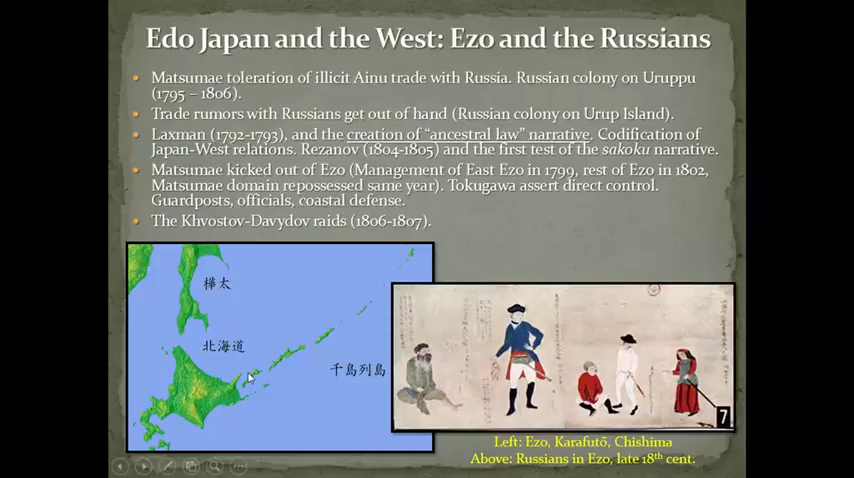 Edo Japan and the West: Ezo and the Russians
• Matsumae toleration of illicit Ainu trade with Russia. Russian colony on Uruppu
(1795 – 1806).
• Trade rumors with Russians get out of hand (Russian colony on Urup Island).
• Laxman (1792-1793), and the creation of “ancestral law” narrative. Codification of
Japan-West relations. Rezanov (1804-1805) and the first test of the sakoku narrative.
• Matsumae kicked out of Ezo (Management of East Ezo in 1799, rest of Ezo in 1802,
Matsumae domain repossessed same year). Tokugawa assert direct control.
Guardposts, officials, coastal defense.
• The Khvostov-Davydov raids (1806-1807).
樺太
北海道
千島列島
7
Left: Ezo, Karafutō, Chishima
Above: Russians in Ezo, late 18th cent.